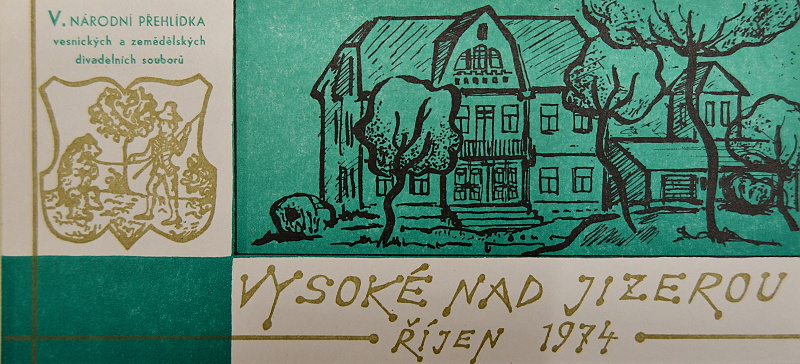 V. NÁRODNÍ PŘEHLÍDKA
vesnických a zemědělských
divadelních souborů
VYSOKÉ NAD JIZEROU
ŘÍJEN 1974